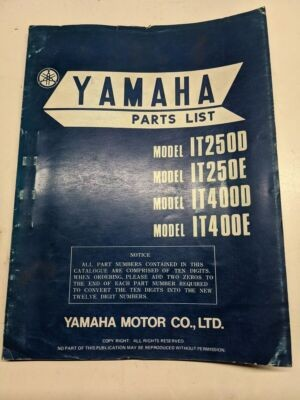 YAMAHA
PARTS LIST
MODEL IT250D
MODEL IT250E
MODEL IT400D
MODEL IT400E
NOTICE
ALL PART NUMBERS CONTAINED IN THIS
CATALOGUE ARE COMPRISED OF TEN DIGITS.
WHEN ORDERING, PLEASE ADD TWO ZEROS TO
THE END OF EACH PART NUMBER REQUIRED
TO CONVERT THE TEN DIGITS INTO THE NEW
TWELVE DIGIT NUMBERS.
YAMAHA MOTOR CO., LTD.
COPY RIGHT: ALL RIGHTS RESERVED.
NO PART OF THIS PUBLICATION MAY BE REPRODUCED WITHOUT PERMISSION.